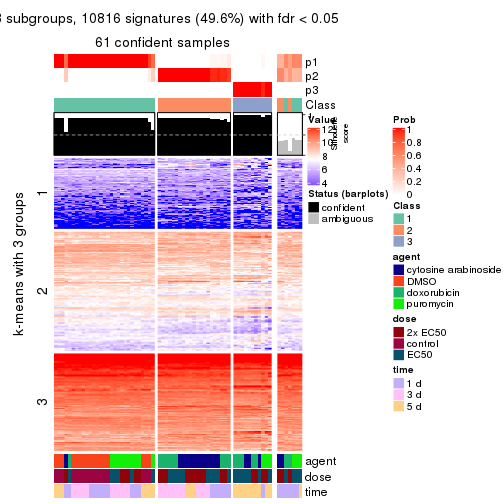 3 subgroups, 10816 signatures (49.6%) with fdr < 0.05
61 confident samples
p1
p2
p3
Class
k-means with 3 groups
1
2
3
agent
dose
time
Value
12
10
8
6
4
score
Status (barplots)
confident
ambiguous
Prob
1
0.8
0.6
0.4
0.2
0
Class
1
2
3
agent
cytosine arabinoside
DMSO
doxorubicin
puromycin
dose
2x EC50
control
EC50
time
1 d
3 d
5 d